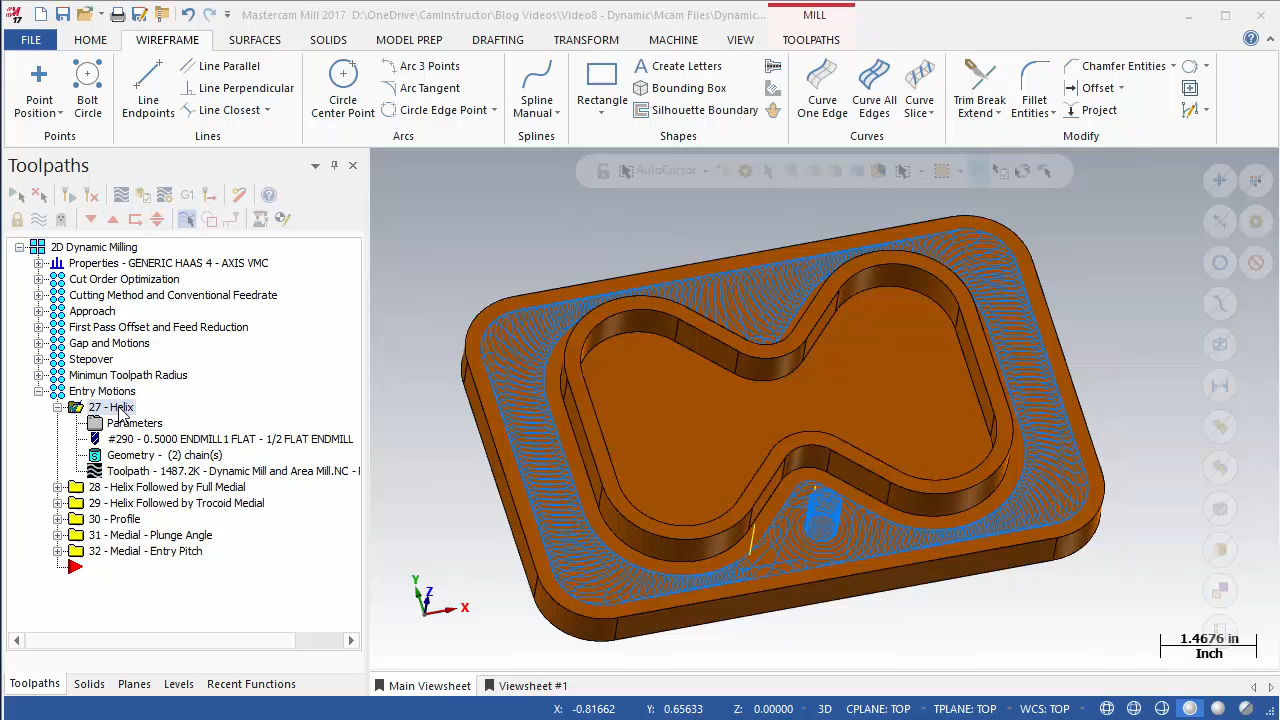 Mastercam Mill 2017 - D:\OneDrive\CamInstructor\Blog Videos\Video8 - Dynamic\Mcam Files\Dynamic...
MILL
17
FILE
HOME
WIREFRAME
SURFACES
SOLIDS
MODEL PREP
DRAFTING
TRANSFORM
MACHINE
VIEW
TOOLPATHS
Point Position
Bolt Circle
Points
Line Endpoints
Line Parallel
Line Perpendicular
Line Closest
Lines
Circle Center Point
Arc 3 Points
Arc Tangent
Circle Edge Point
Arcs
Spline Manual
Splines
Rectangle
Create Letters
Bounding Box
Silhouette Boundary
Shapes
Curve One Edge
Curve All Edges
Curve Slice
Curves
Trim Break Extend
Fillet Entities
Chamfer Entities
Offset
Project
Modify
Toolpaths
G1
AutoCursor
2D Dynamic Milling
Properties - GENERIC HAAS 4 - AXIS VMC
Cut Order Optimization
Cutting Method and Conventional Feedrate
Approach
First Pass Offset and Feed Reduction
Gap and Motions
Stepover
Minimun Toolpath Radius
Entry Motions
27 - Helix
Parameters
#290 - 0.5000 ENDMILL1 FLAT - 1/2 FLAT ENDMILL
Geometry - (2) chain(s)
Toolpath - 1487.2K - Dynamic Mill and Area Mill.NC -
28 - Helix Followed by Full Medial
29 - Helix Followed by Trocoid Medial
30 - Profile
31 - Medial - Plunge Angle
32 - Medial - Entry Pitch
Y
Z
X
1.4676 in
Inch
Toolpaths
Solids
Planes
Levels
Recent Functions
Main Viewsheet
Viewsheet #1
X: -0.81662
Y: 0.65633
Z: 0.00000
3D
CPLANE: TOP
TPLANE: TOP
WCS: TOP